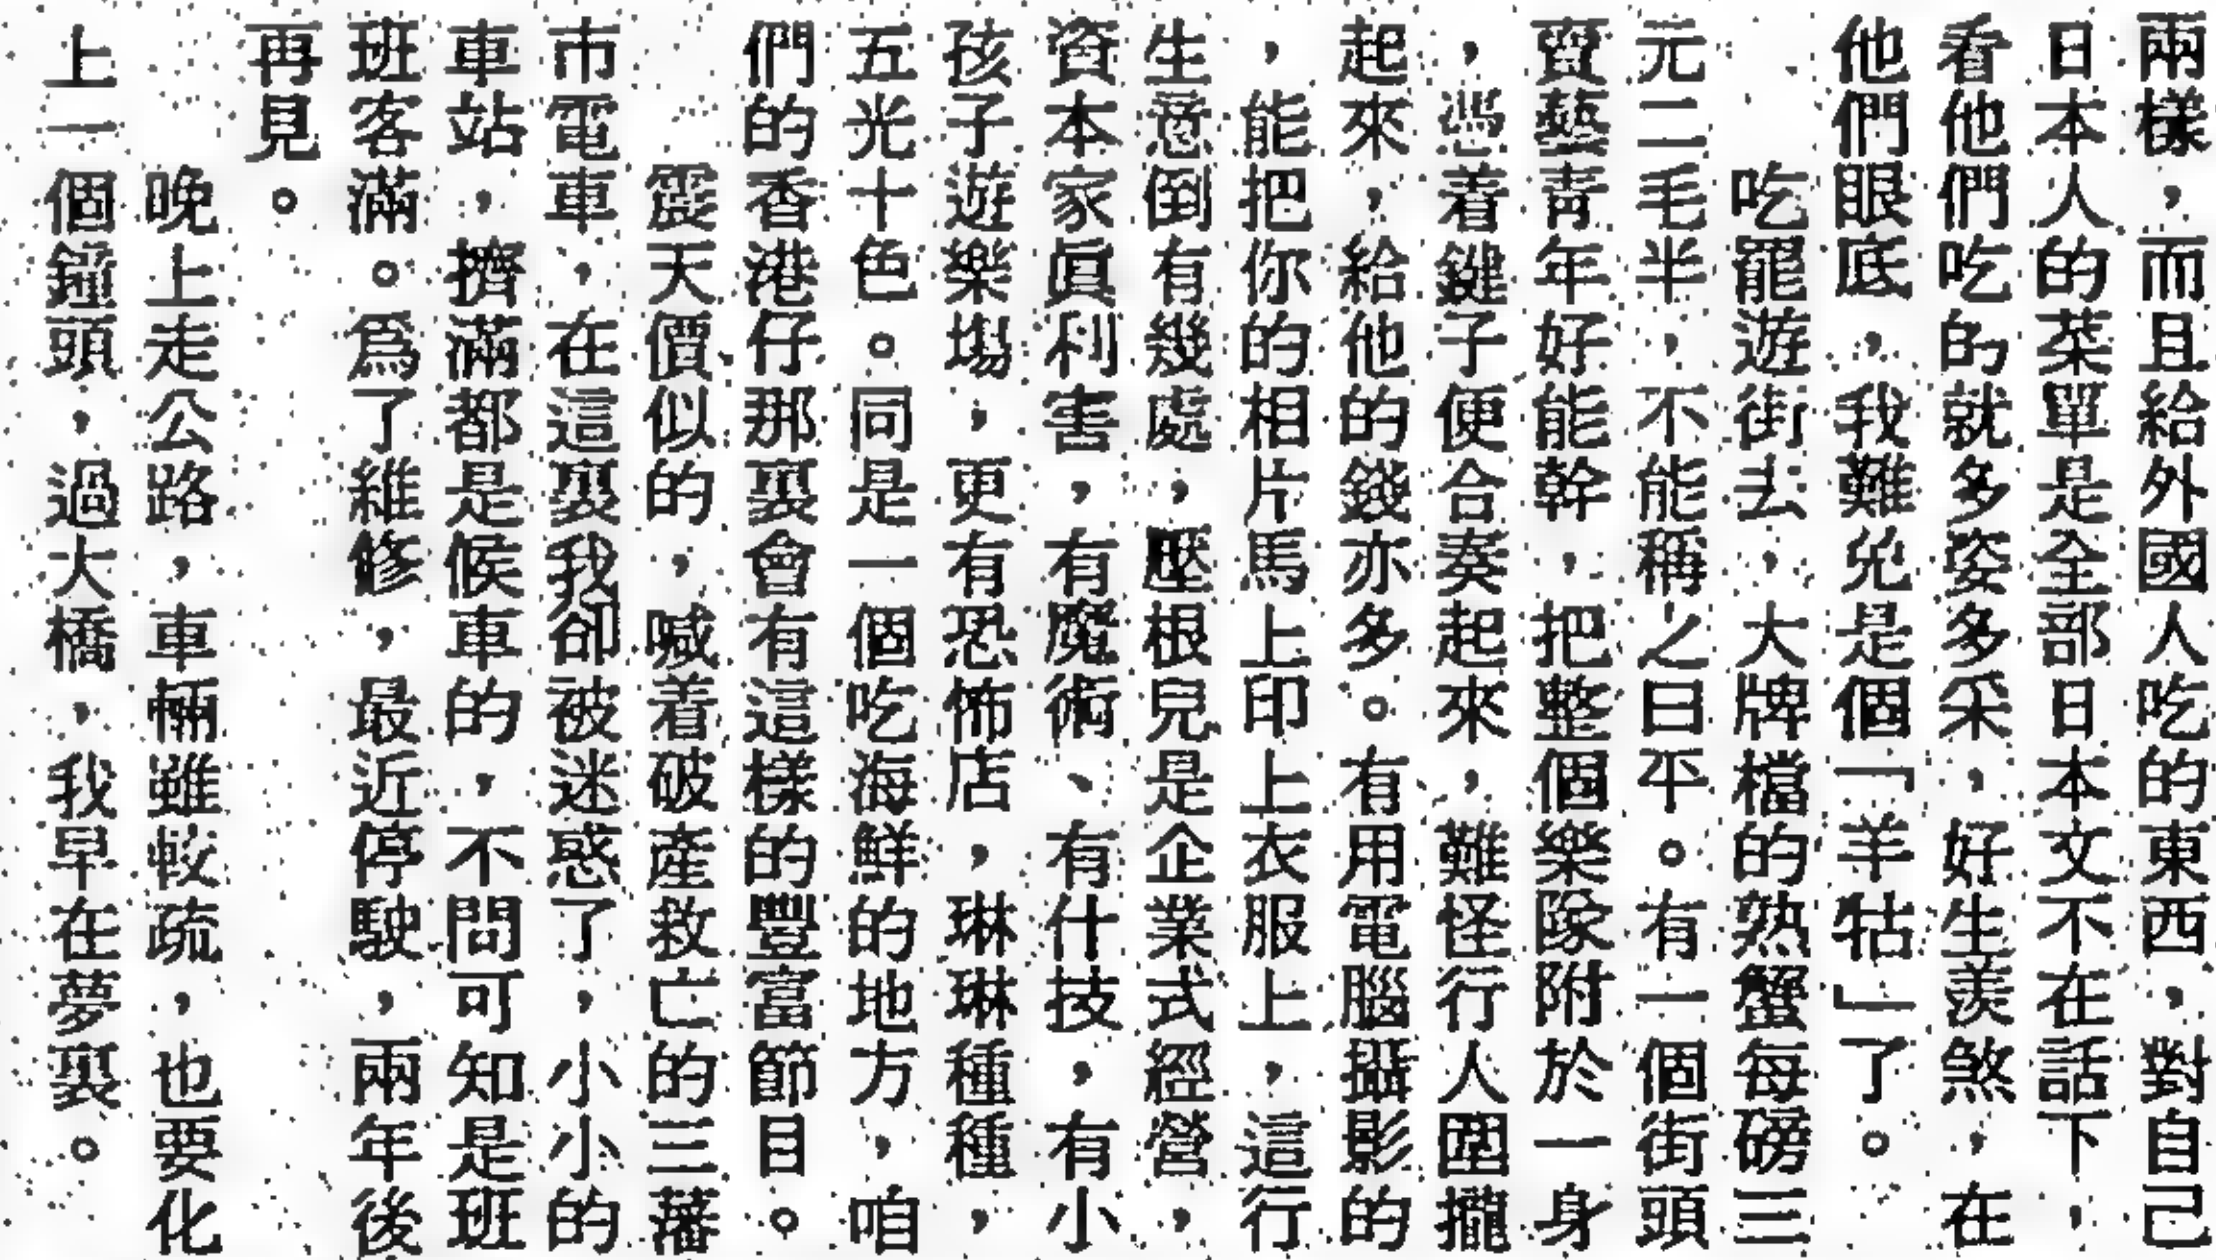 兩樣，而且給外國人吃的東西，對自己
日本人的菜單是全部日本文不在話下，
看他們吃的就多姿多采，好生羨煞，在
他們眼底，我難免是個「羊牯」了。
吃罷遊街去，大牌檔的熟蟹每磅三
元二毛半，不能稱之曰平。有一個街頭
賣藝青年好能幹，把整個樂隊附於一身
，憑着鍵子便合奏起來，難怪行人圍攏
起來，給他的錢亦多。有用電腦攝影的
，能把你的相片馬上印上衣服上，這行
生意倒有幾處，壓根兒是企業式經營，
資本家眞利害，有魔術、有什技，有小
孩子遊樂場，更有恐怖店，琳琳種種，
五光十色。同是一個吃海鮮的地方，咱
們的香港仔那裏會有這樣的豐富節目。
震天價似的，喊着破產救亡的三藩
市電車，在這裏我卻被迷惑了，小小的
車站，擠滿都是候車的，不問可知是班
班客滿。爲了維修，最近停駛，兩年後
再見。
晚上走公路，車輛雖較疏，也要化
上一個鐘頭，過大橋，我早在夢裏。